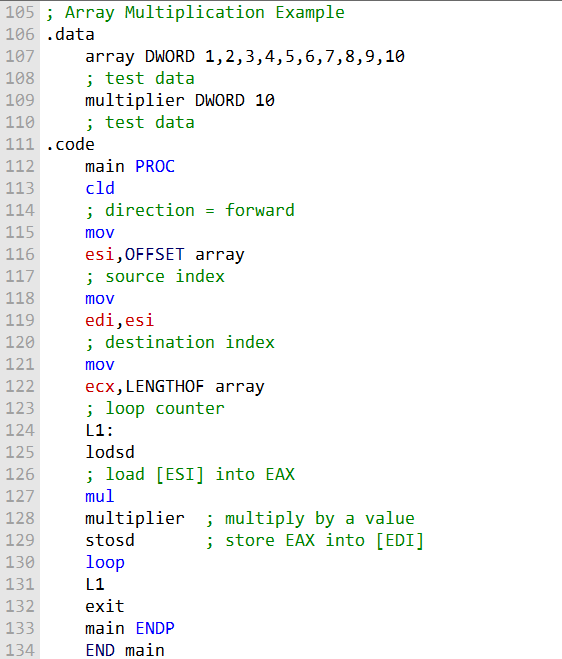 105 ; Array Multiplication Example
106 .data
107 array DWORD 1,2,3,4,5,6,7,8,9,10
108 ; test data
109 multiplier DWORD 10
110 ; test data
111 .code
112 main PROC
113 cld
114 ; direction = forward
115 mov
116 esi,OFFSET array
117 ; source index
118 mov
119 edi,esi
120 ; destination index
121 mov
122 ecx,LENGTHOF array
123 ; loop counter
124 L1:
125 lodsd
126 ; load [ESI] into EAX
127 mul
128 multiplier ; multiply by a value
129 stosd ; store EAX into [EDI]
130 loop
131 L1
132 exit
133 main ENDP
134 END main